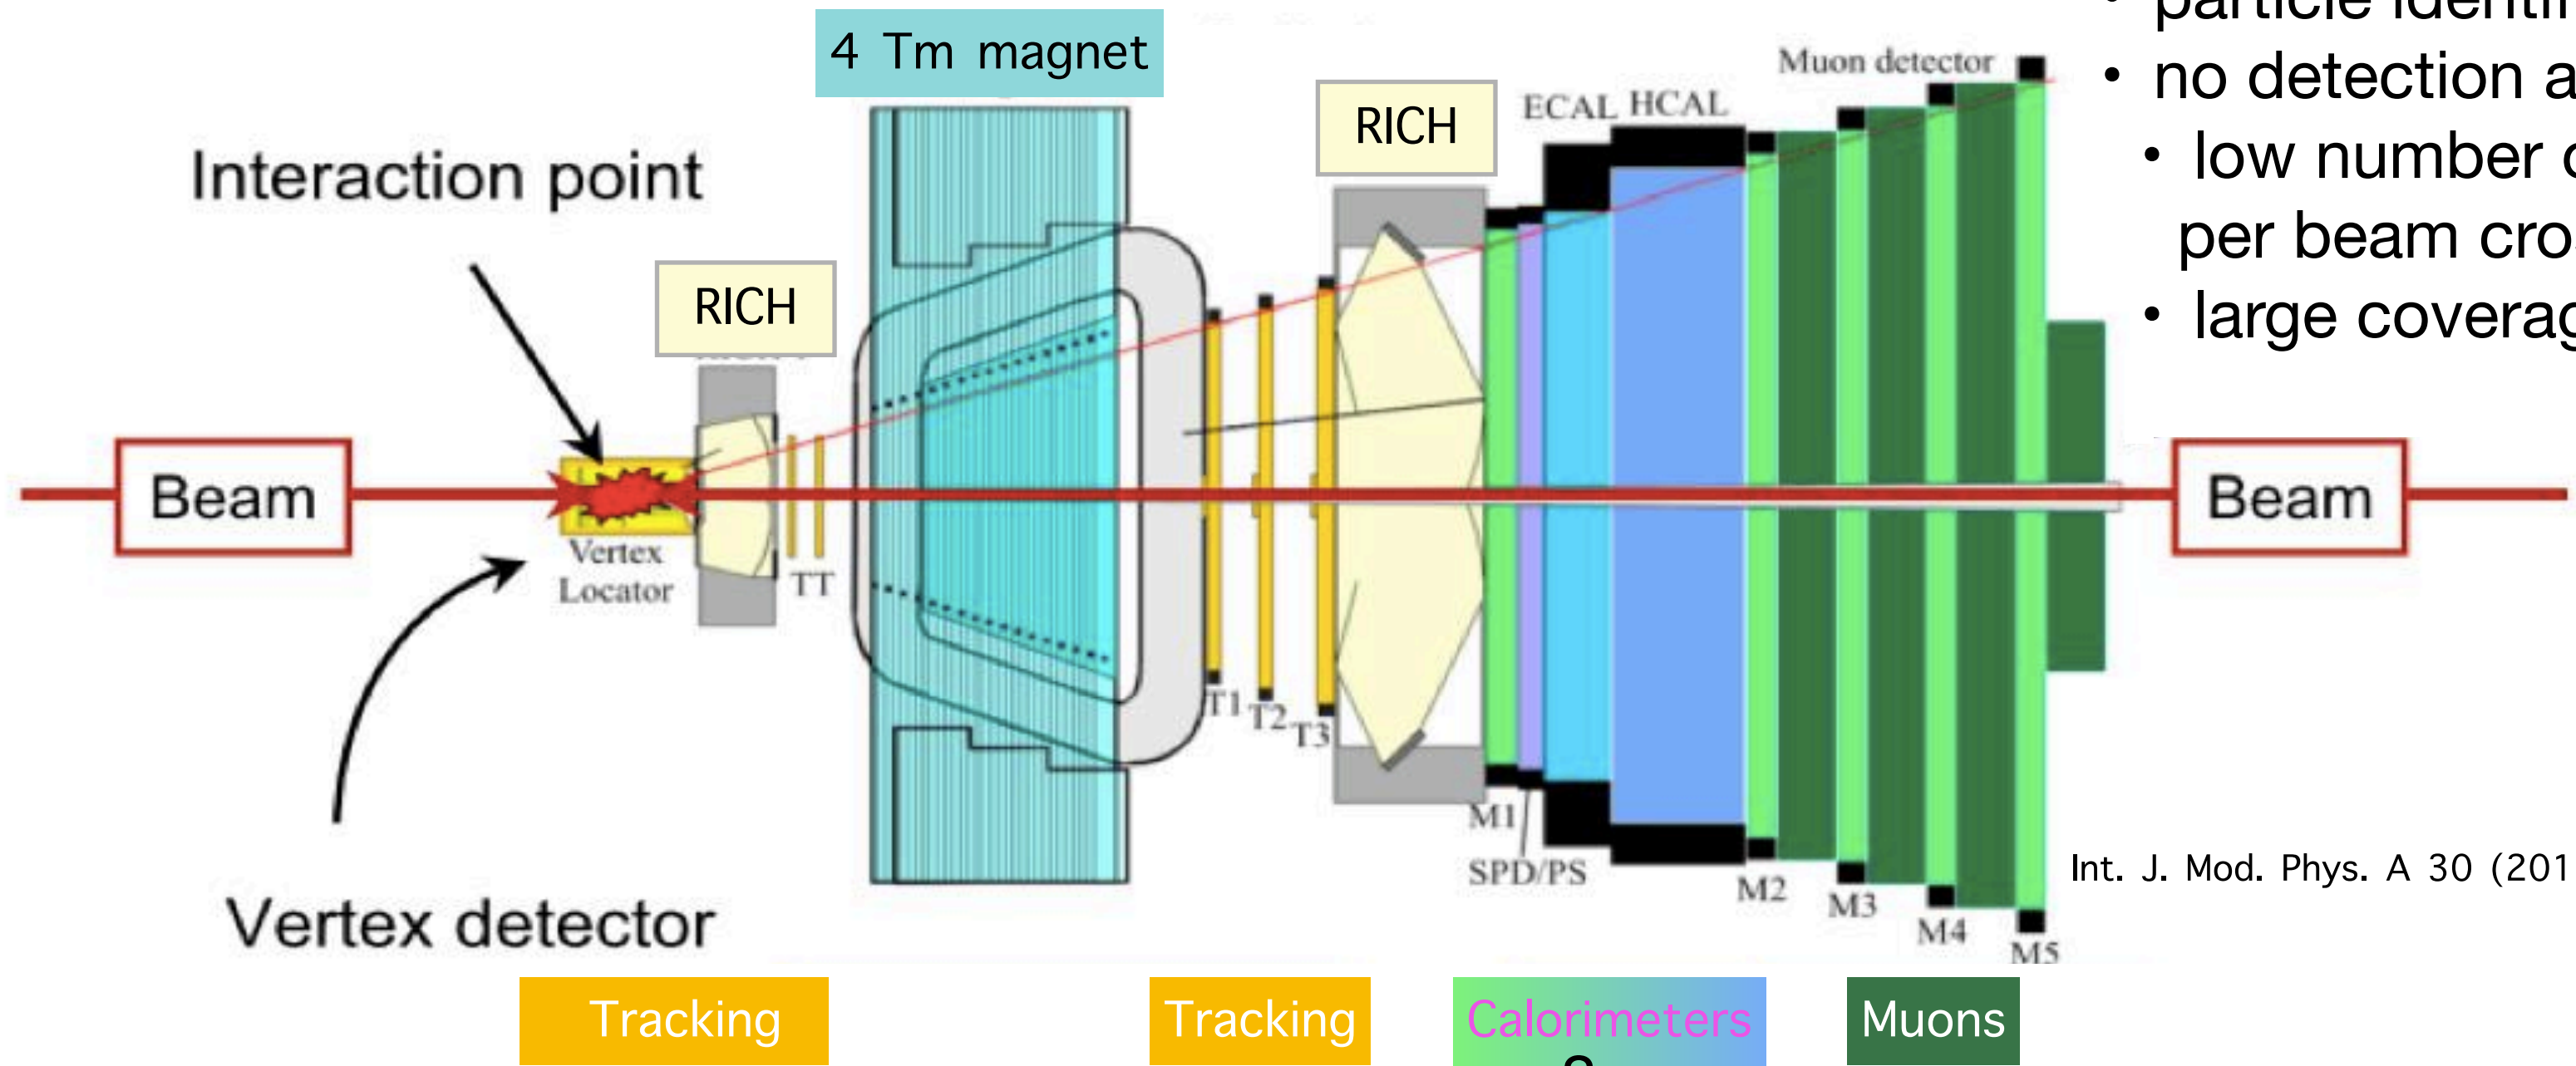 • particle
4 Tm magnet
• no detection
Muon detector
RICH
ECAL HCAL
Interaction point
• low number
per beam
RICH
• large
Beam
Beam
Vertex
Locator
TT
T1
T2
T3
M1
SPD/PS
M2
M3
M4
M5
Int. J. Mod. Phys. A 30 (201
Vertex detector
Tracking
Tracking
Calorimeters
Muons